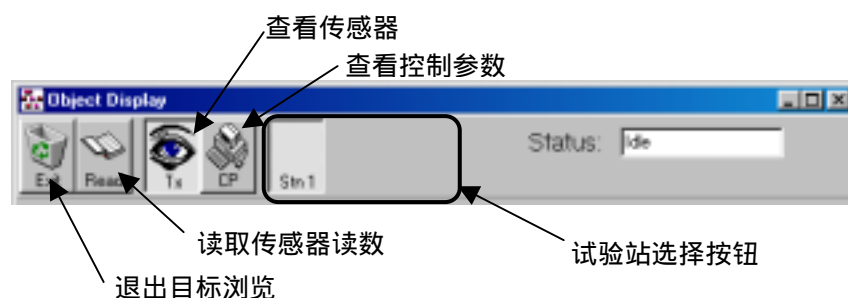 查看传感器
查看控制参数
Object Display
Status: Idle
Exit Read Tx CP Stn 1
读取传感器读数
试验站选择按钮
退出目标浏览